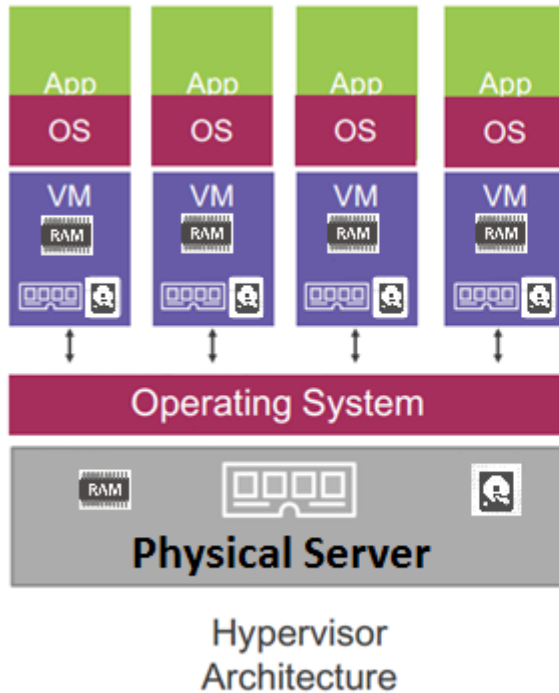 App App App App
OS OS OS OS
VM VM VM VM
RAM RAM RAM RAM
Operating System
RAM
Physical Server
Hypervisor
Architecture